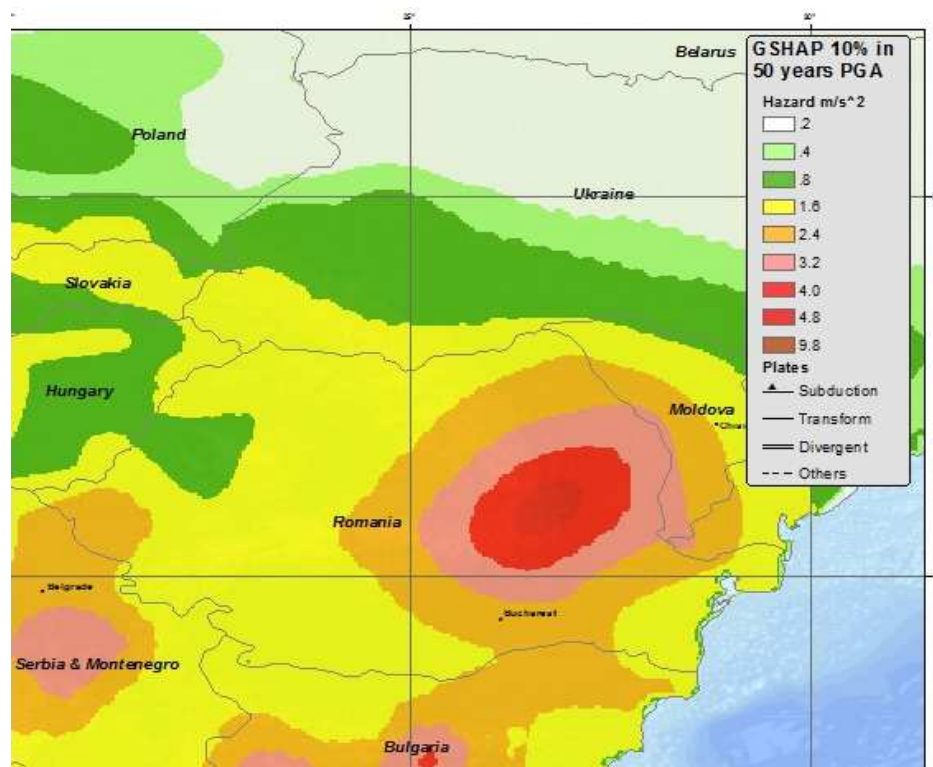 25°
30°
Belarus
GSHAP 10% in
50 years PGA
Hazard m/s^2
.2
.4
.8
1.6
2.4
3.2
4.0
4.8
9.8
Plates
Subduction
Transform
Divergent
Others
Poland
Ukraine
Slovakia
Hungary
Moldova
Romania
Belgrade
Bucharest
Serbia & Montenegro
Bulgaria